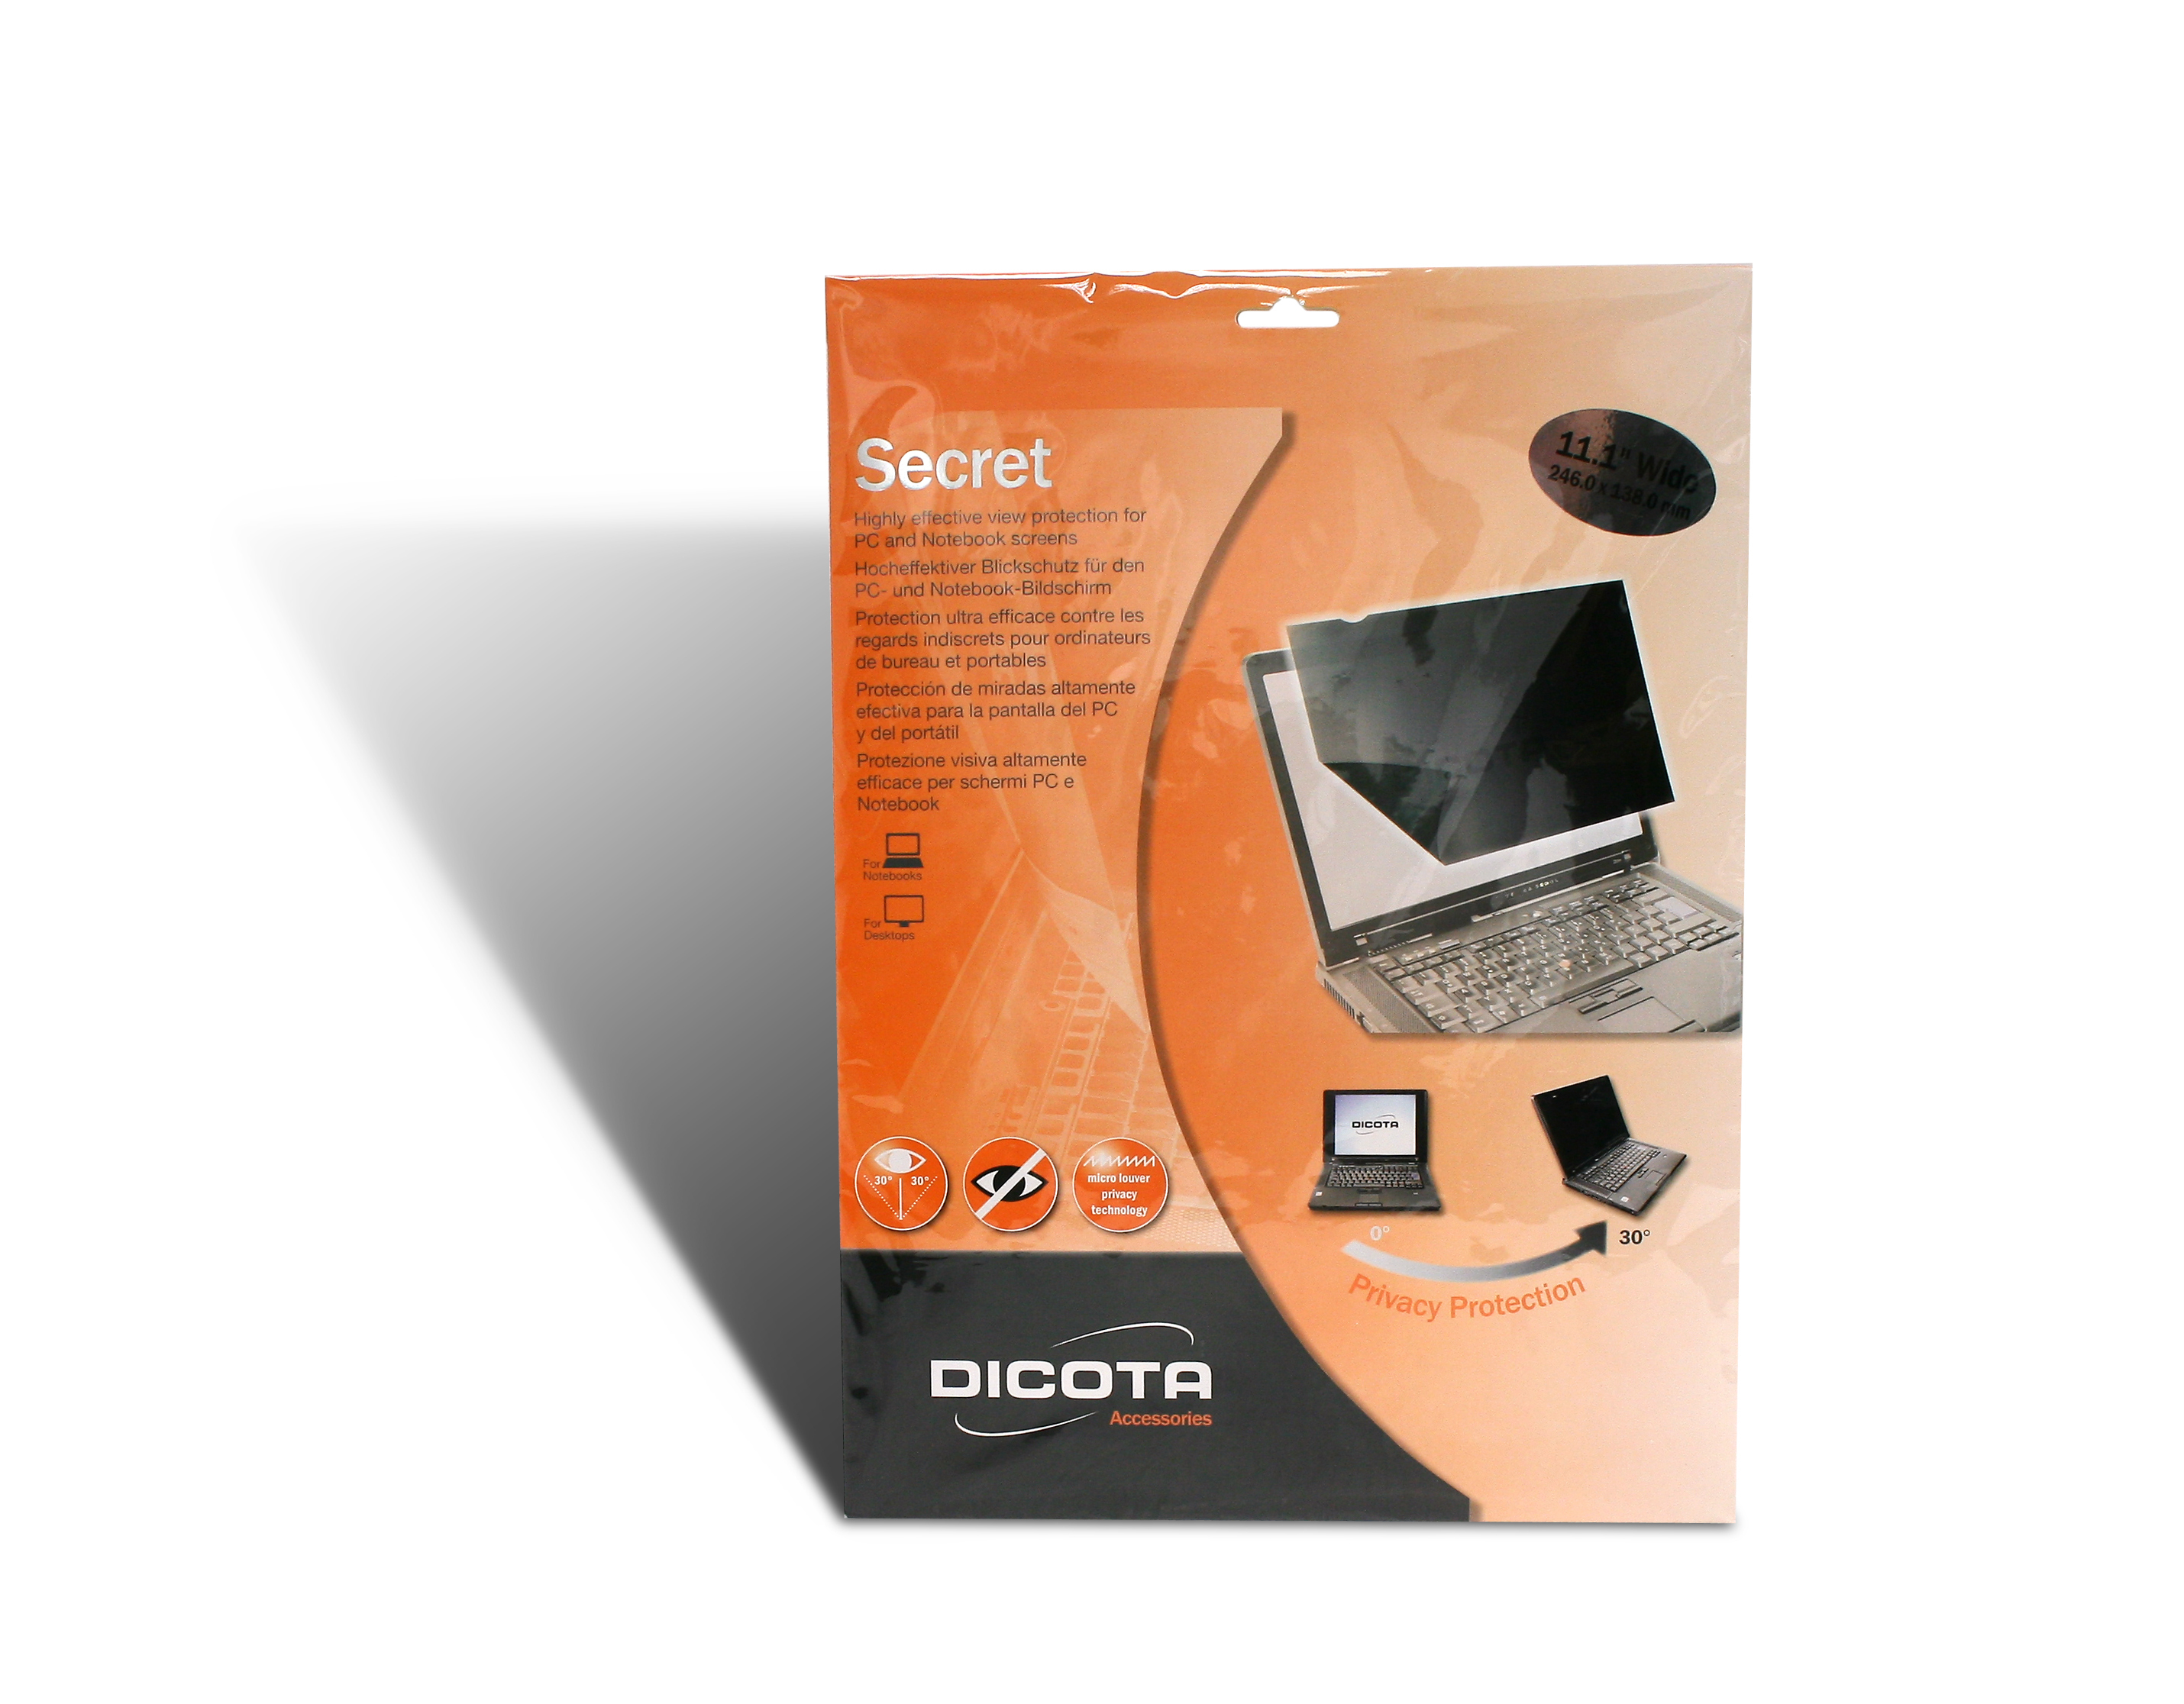 Secret
11.1" Wide
246.0 x 138.0 mm
Highly effective view protection for
PC and Notebook screens
Hocheffektiver Blickschutz für den
PC- und Notebook-Bildschirm
Protection ultra efficace contre les
regards indiscrets pour ordinateurs
de bureau et portables
Protección de miradas altamente
efectiva para la pantalla del PC
y del portátil
Protezione visiva altamente
efficace per schermi PC e
Notebook
For
Notebooks
For
Desktops
30° 30°
micro louver
privacy
technology
DICOTA
0°
30°
Privacy Protection
DICOTA
Accessories